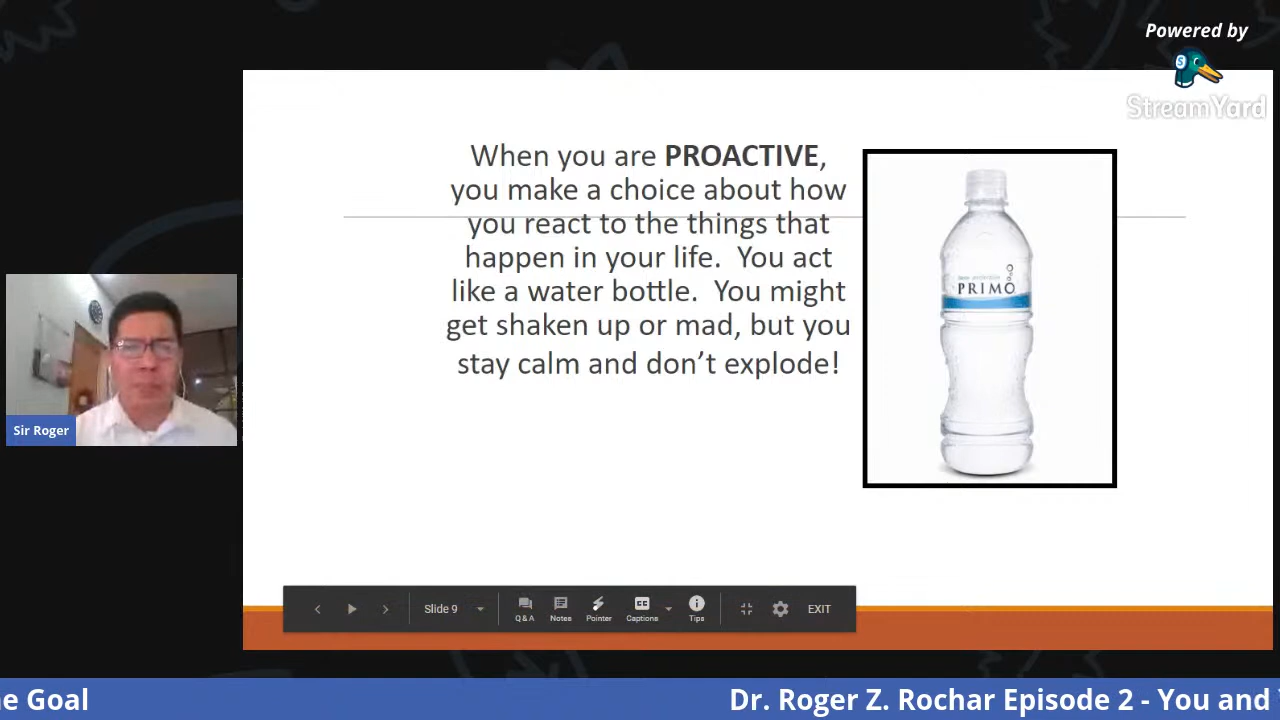 Powered by
StreamYard
When you are PROACTIVE,
you make a choice about how
you react to the things that
happen in your life.  You act
like a water bottle.  You might
get shaken up or mad, but you
stay calm and don’t explode!
PRIMO
Sir Roger
Slide 9
Q & A
Notes
Pointer
CC
Captions
Tips
EXIT
e Goal
Dr. Roger Z. Rochar Episode 2 - You and